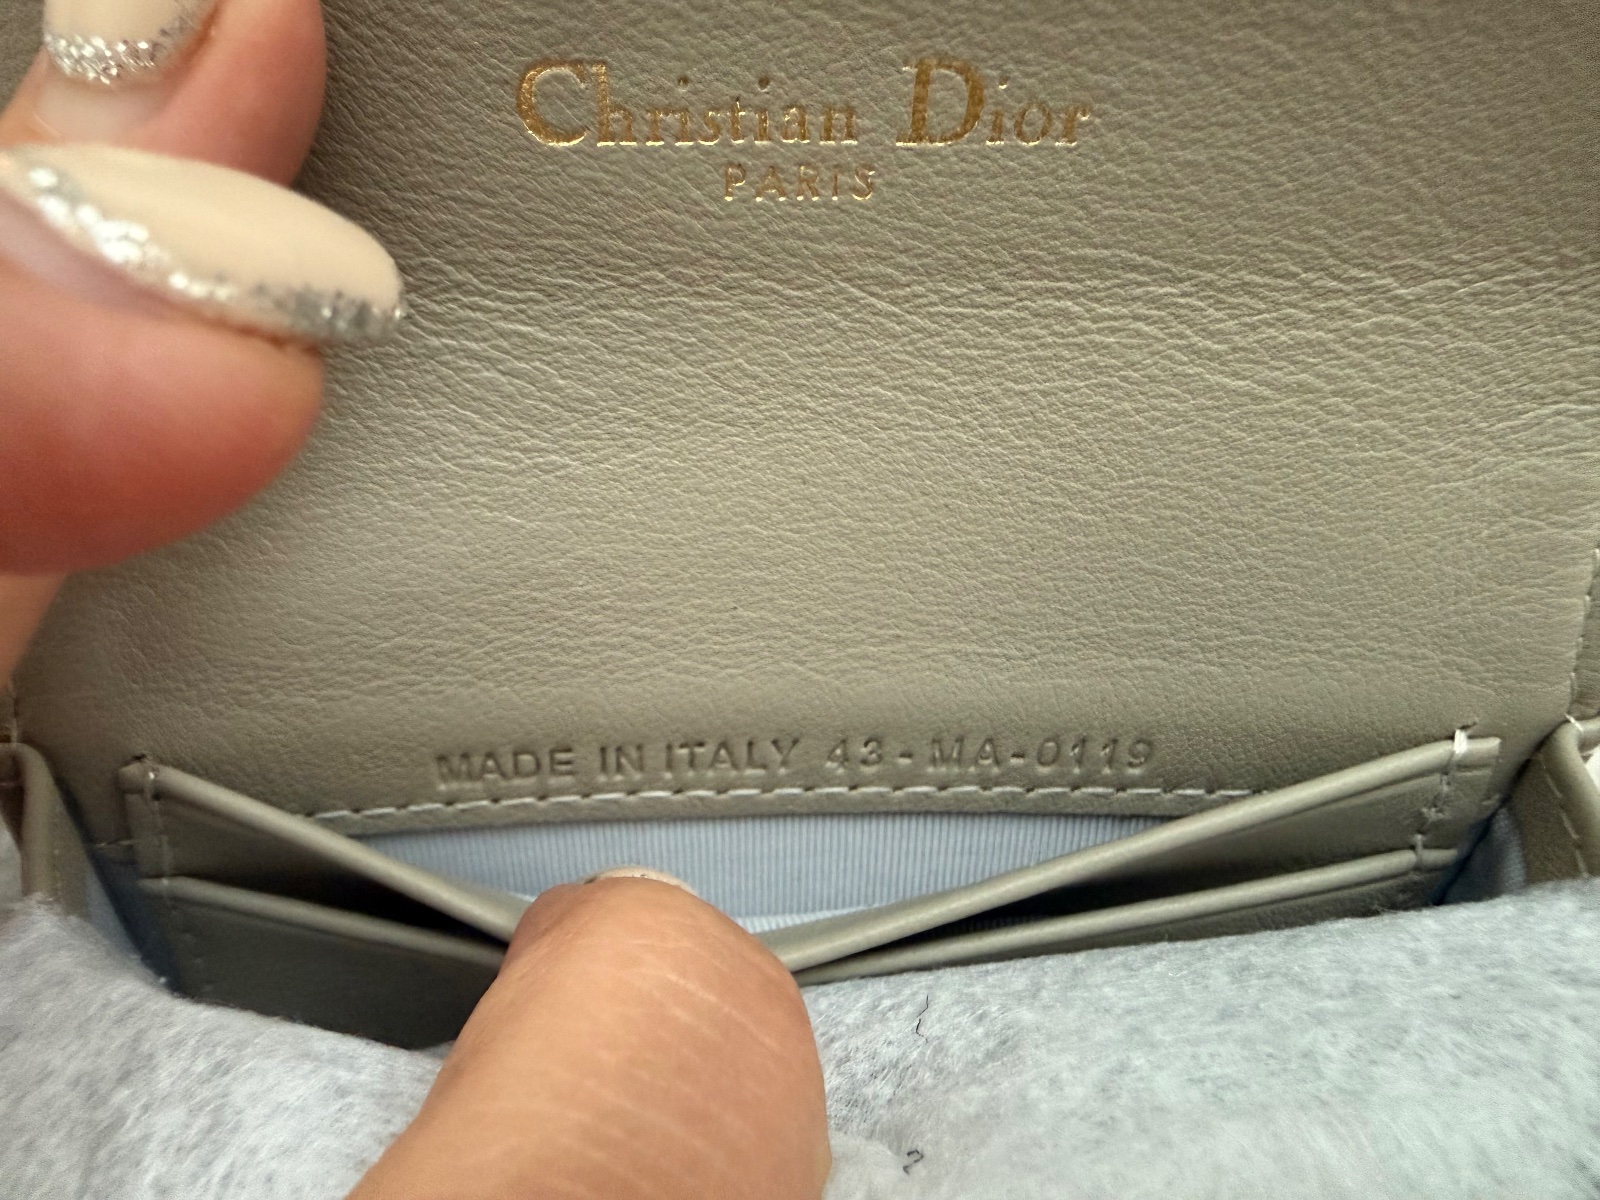 Christian Dior
PARIS
MADE IN ITALY 43-MA-0119